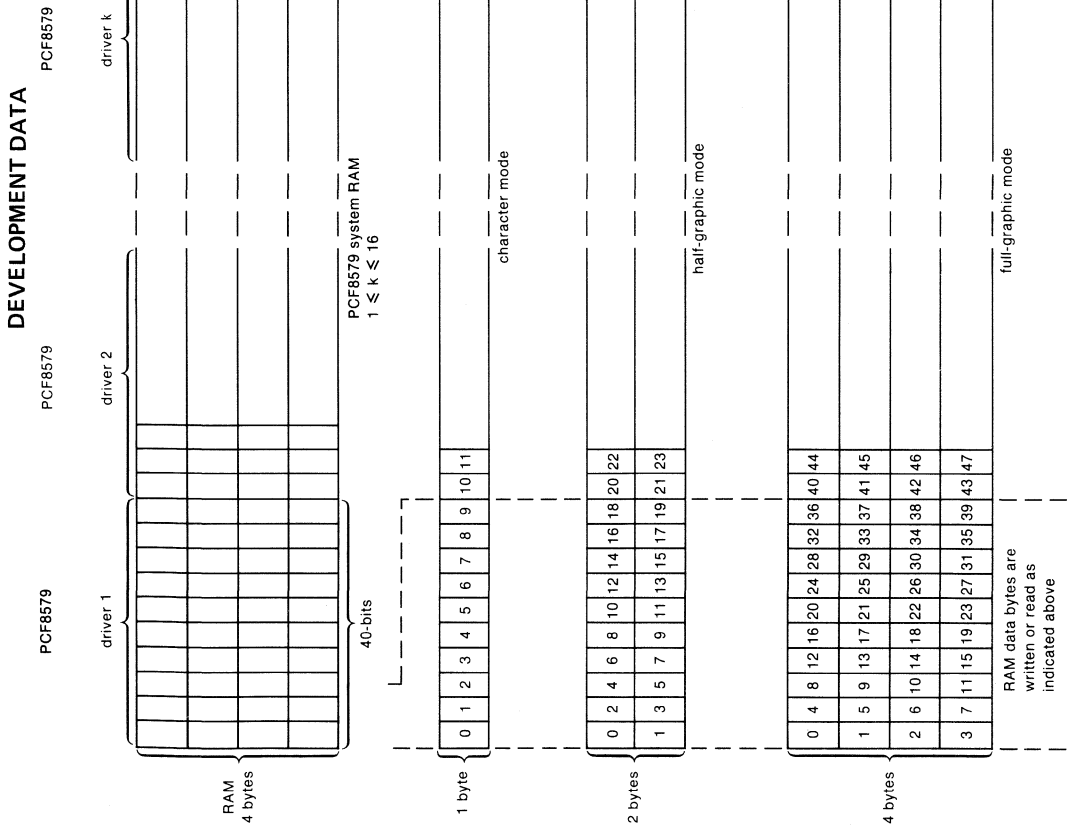 DEVELOPMENT DATA
PCF8579
PCF8579
PCF8579
driver 1
driver 2
driver k
RAM
4 bytes
40-bits
PCF8579 system RAM
1 ⩽ k ⩽ 16
1 byte
0 1 2 3 4 5 6 7 8 9 10 11
character mode
2 bytes
0 2 4 6 8 10 12 14 16 18 20 22
1 3 5 7 9 11 13 15 17 19 21 23
half-graphic mode
4 bytes
0 4 8 12 16 20 24 28 32 36 40 44
1 5 9 13 17 21 25 29 33 37 41 45
2 6 10 14 18 22 26 30 34 38 42 46
3 7 11 15 19 23 27 31 35 39 43 47
full-graphic mode
RAM data bytes are
written or read as
indicated above